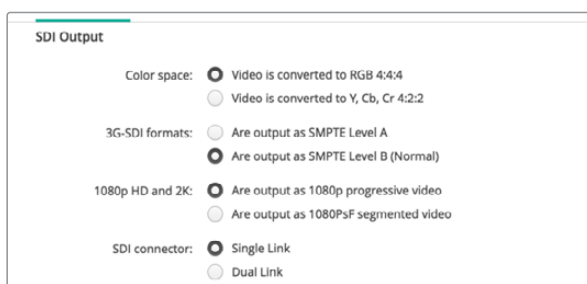 SDI Output
Color space: Video is converted to RGB 4:4:4
Video is converted to Y, Cb, Cr 4:2:2
3G-SDI formats: Are output as SMPTE Level A
Are output as SMPTE Level B (Normal)
1080p HD and 2K: Are output as 1080p progressive video
Are output as 1080PsF segmented video
SDI connector: Single Link
Dual Link